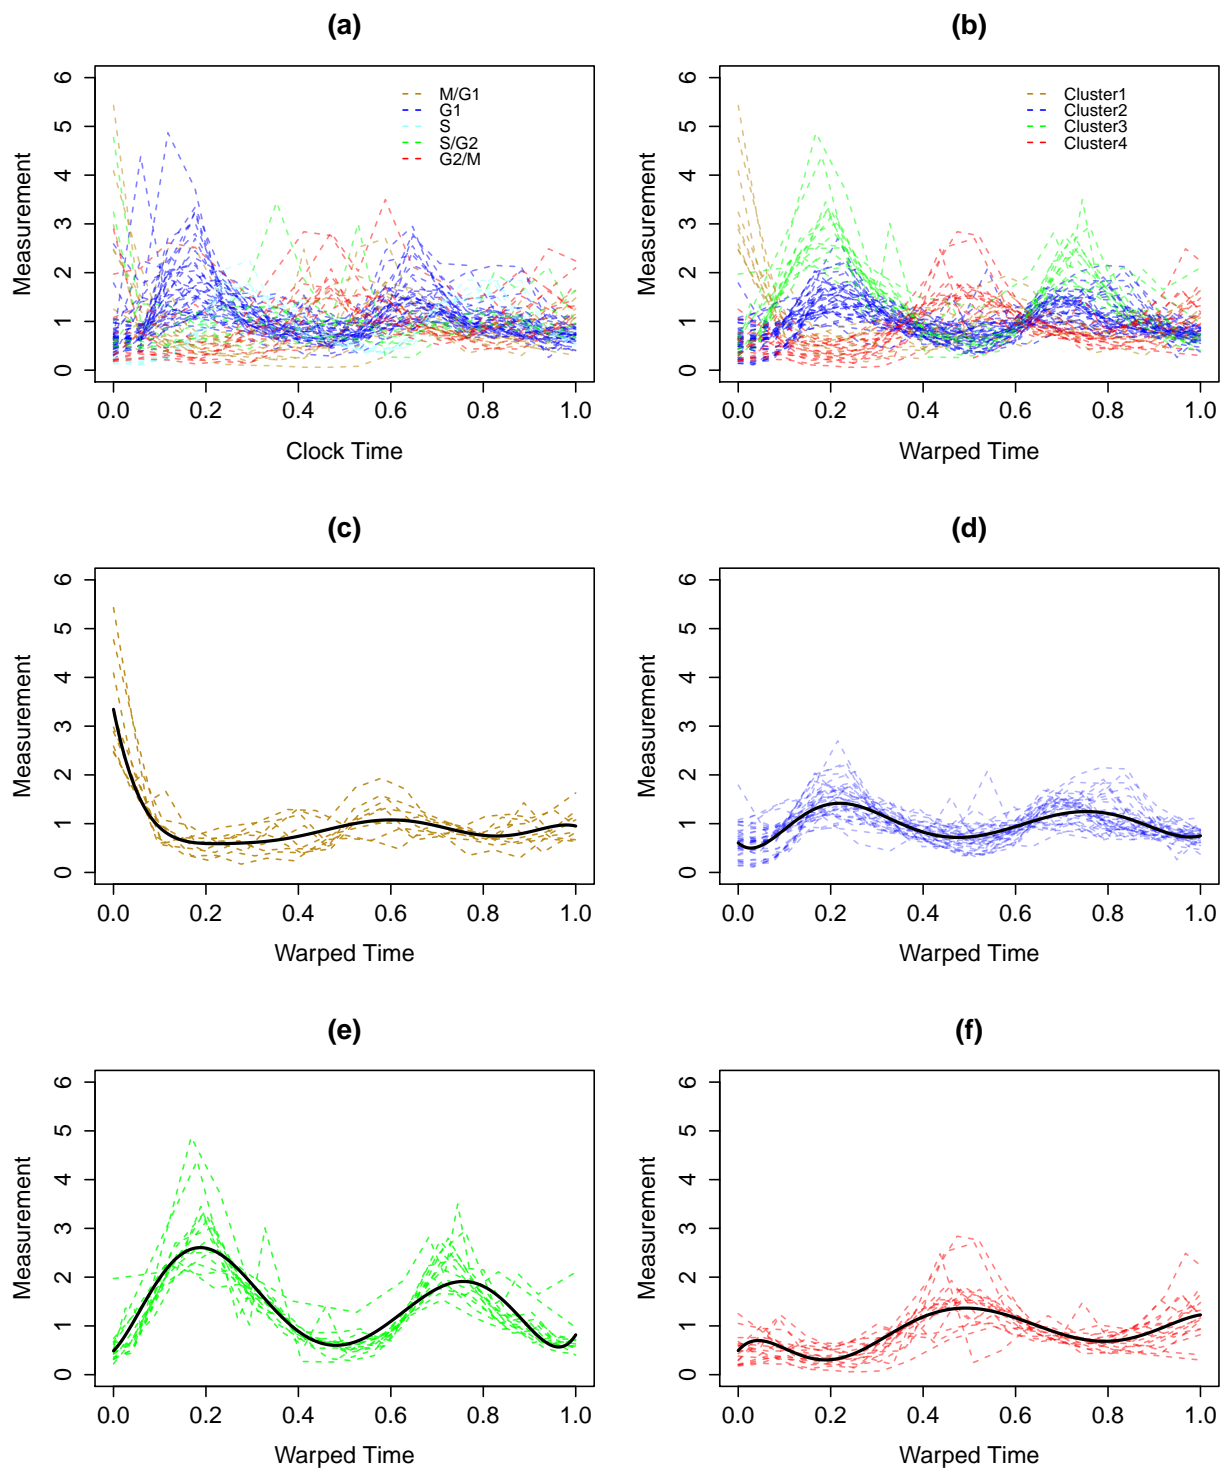 (a)
Measurement
0 1 2 3 4 5 6
M/G1
G1
S
S/G2
G2/M
0.0 0.2 0.4 0.6 0.8 1.0
Clock Time
(b)
Measurement
0 1 2 3 4 5 6
Cluster1
Cluster2
Cluster3
Cluster4
0.0 0.2 0.4 0.6 0.8 1.0
Warped Time
(c)
Measurement
0 1 2 3 4 5 6
0.0 0.2 0.4 0.6 0.8 1.0
Warped Time
(d)
Measurement
0 1 2 3 4 5 6
0.0 0.2 0.4 0.6 0.8 1.0
Warped Time
(e)
Measurement
0 1 2 3 4 5 6
0.0 0.2 0.4 0.6 0.8 1.0
Warped Time
(f)
Measurement
0 1 2 3 4 5 6
0.0 0.2 0.4 0.6 0.8 1.0
Warped Time